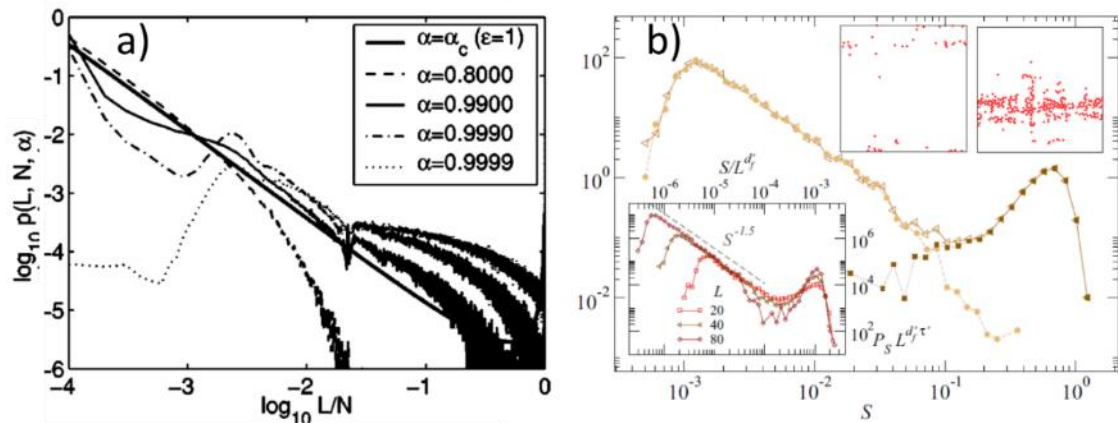 a)
α=α_c (ε=1)
α=0.8000
α=0.9900
α=0.9990
α=0.9999
log₁₀ p(L, N, α)
0
−1
−2
−3
−4
−5
−6
−4
−3
−2
−1
0
log₁₀ L/N
b)
10²
10⁰
10⁻²
10⁻³
10⁻²
10⁻¹
10⁰
S
S/L^{d_f'}
10⁻⁶
10⁻⁵
10⁻⁴
10⁻³
S^{-1.5}
L
20
40
80
10⁶
10⁴
10²
P_S L^{d_f' τ'}